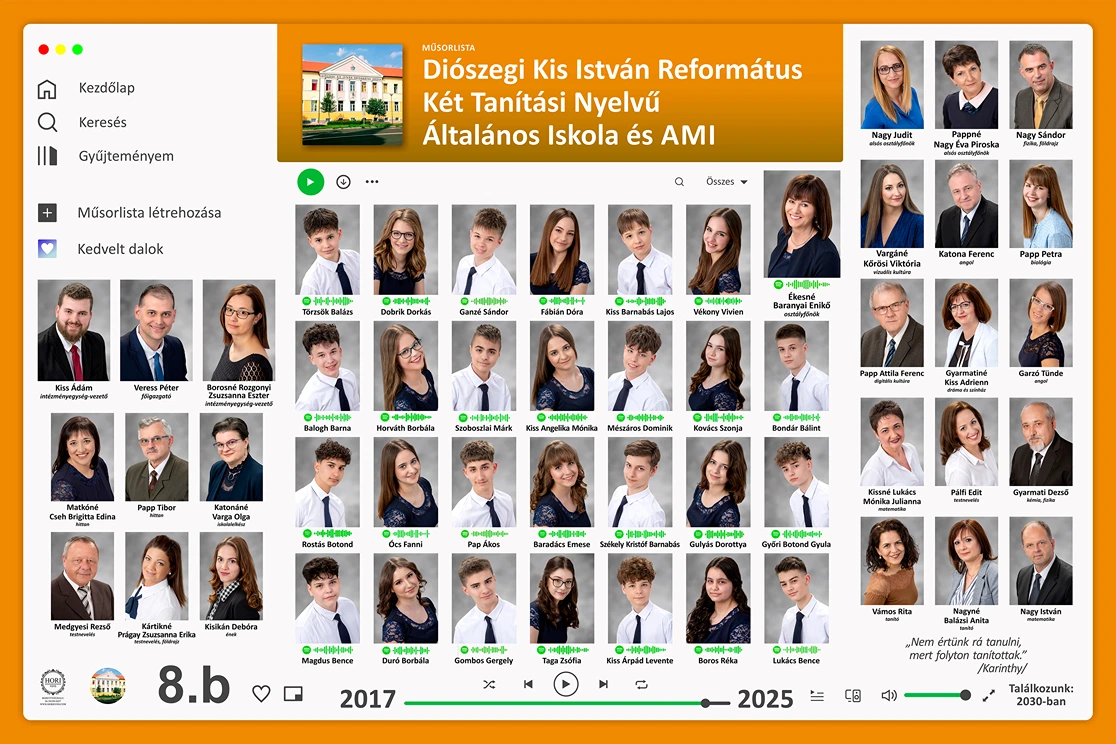 MŰSORLISTA
Diószegi Kis István Református
Két Tanítási Nyelvű
Általános Iskola és AMI
Kezdőlap
Keresés
Gyűjteményem
Műsorlista létrehozása
Kedvelt dalok
Összes
Kiss Ádám
intézményegység-vezető
Veress Péter
főigazgató
Borosné Rozgonyi
Zsuzsanna Eszter
intézményegység-vezető
Matkóné
Cseh Brigitta Edina
hittan
Papp Tibor
hittan
Katonáné
Varga Olga
iskolalelkész
Medgyesi Rezső
testnevelés
Kártikné
Prágay Zsuzsanna Erika
testnevelés, földrajz
Kisikán Debóra
ének
Törzsök Balázs
Dobrik Dorkás
Ganzé Sándor
Fábián Dóra
Kiss Barnabás Lajos
Vékony Vivien
Ékesné
Baranyai Enikő
osztályfőnök
Balogh Barna
Horváth Borbála
Szoboszlai Márk
Kiss Angelika Mónika
Mészáros Dominik
Kovács Szonja
Bondár Bálint
Rostás Botond
Ócs Fanni
Pap Ákos
Baradács Emese
Székely Kristóf Barnabás
Gulyás Dorottya
Győri Botond Gyula
Magdus Bence
Duró Borbála
Gombos Gergely
Taga Zsófia
Kiss Árpád Levente
Boros Réka
Lukács Bence
Nagy Judit
alsós osztályfőnök
Pappné
Nagy Éva Piroska
alsós osztályfőnök
Nagy Sándor
fizika, földrajz
Vargáné
Kőrösi Viktória
vizuális kultúra
Katona Ferenc
angol
Papp Petra
biológia
Papp Attila Ferenc
digitális kultúra
Gyarmatiné
Kiss Adrienn
dráma és színház
Garzó Tünde
angol
Kissné Lukács
Mónika Julianna
matematika
Pálfi Edit
testnevelés
Gyarmati Dezső
kémia, fizika
Vámos Rita
tanító
Nagyné
Balázsi Anita
tanító
Nagy István
matematika
„Nem értünk rá tanulni,
mert folyton tanítottak.”
/Karinthy/
HORI
8.b
2017
2025
Találkozunk:
2030-ban